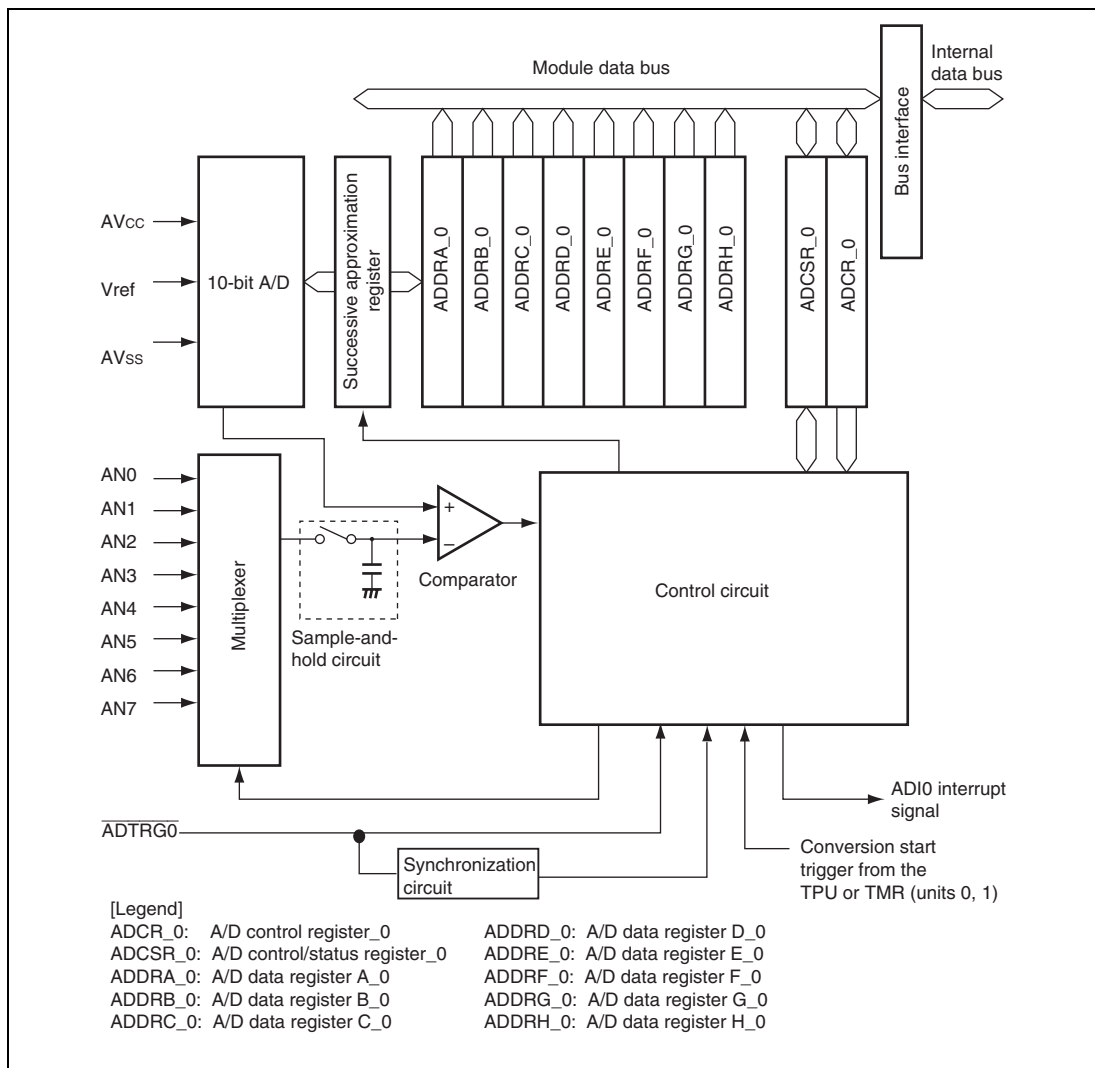 Module data bus
Internal
data bus
Bus interface
AVCC
Vref
AVSS
10-bit A/D
Successive approximation
register
ADDRA_0
ADDRB_0
ADDRC_0
ADDRD_0
ADDRE_0
ADDRF_0
ADDRG_0
ADDRH_0
ADCSR_0
ADCR_0
AN0
AN1
AN2
AN3
AN4
AN5
AN6
AN7
Multiplexer
+
−
Comparator
Sample-and-
hold circuit
Control circuit
ADI0 interrupt
signal
ADTRG0
Synchronization
circuit
Conversion start
trigger from the
TPU or TMR (units 0, 1)
[Legend]
ADCR_0: A/D control register_0
ADCSR_0: A/D control/status register_0
ADDRA_0: A/D data register A_0
ADDRB_0: A/D data register B_0
ADDRC_0: A/D data register C_0
ADDRD_0: A/D data register D_0
ADDRE_0: A/D data register E_0
ADDRF_0: A/D data register F_0
ADDRG_0: A/D data register G_0
ADDRH_0: A/D data register H_0